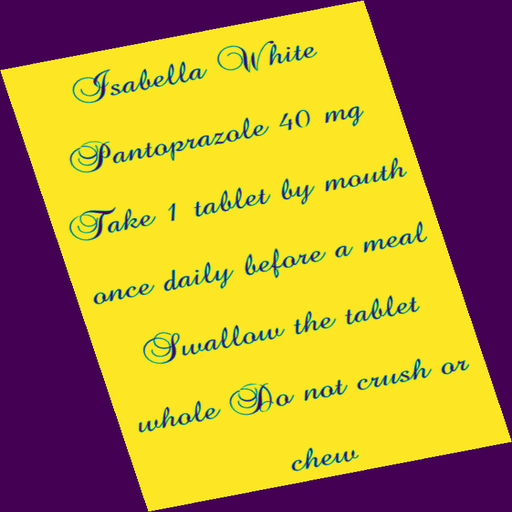 Isabella White
Pantoprazole 40 mg
Take 1 tablet by mouth
once daily before a meal
Swallow the tablet
whole Do not crush or
chew